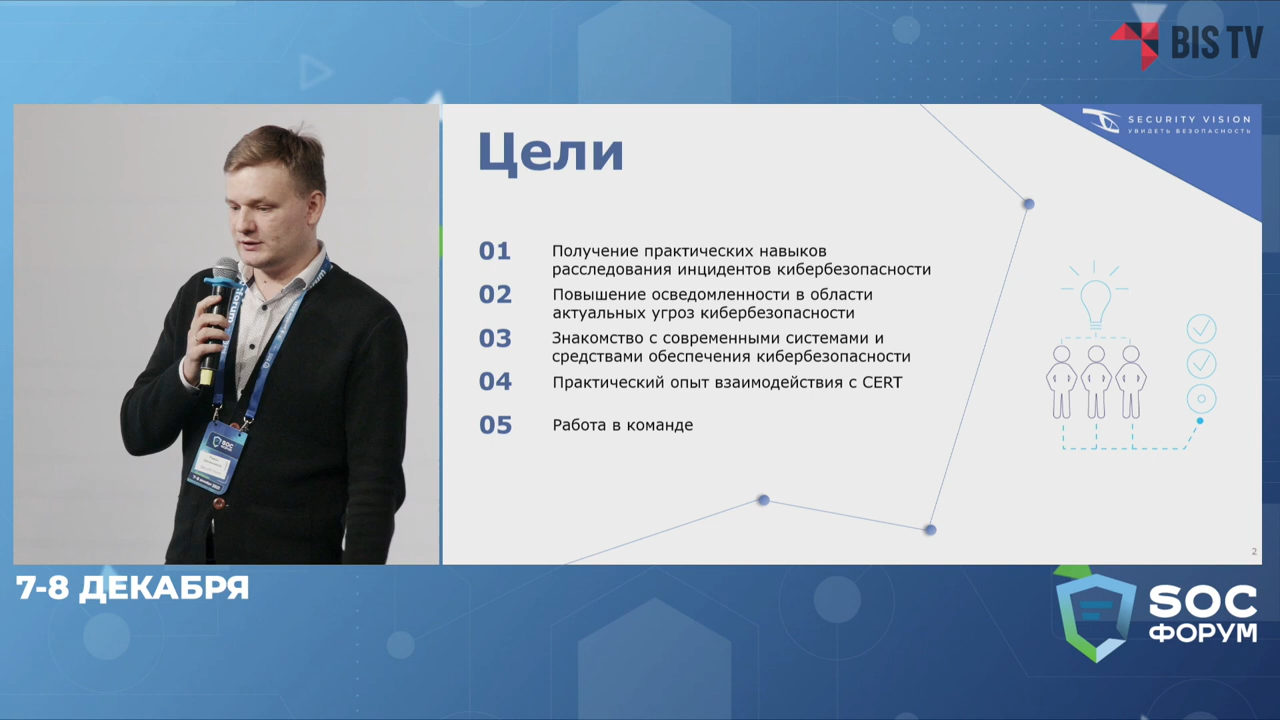 BIS TV
SECURITY VISION
УВИДЕТЬ БЕЗОПАСНОСТЬ
Цели
01
Получение практических навыков
расследования инцидентов кибербезопасности
02
Повышение осведомленности в области
актуальных угроз кибербезопасности
03
Знакомство с современными системами и
средствами обеспечения кибербезопасности
04
Практический опыт взаимодействия с CERT
05
Работа в команде
2
SOC
ФОРУМ
7-8 ДЕКАБРЯ
SOC
ФОРУМ